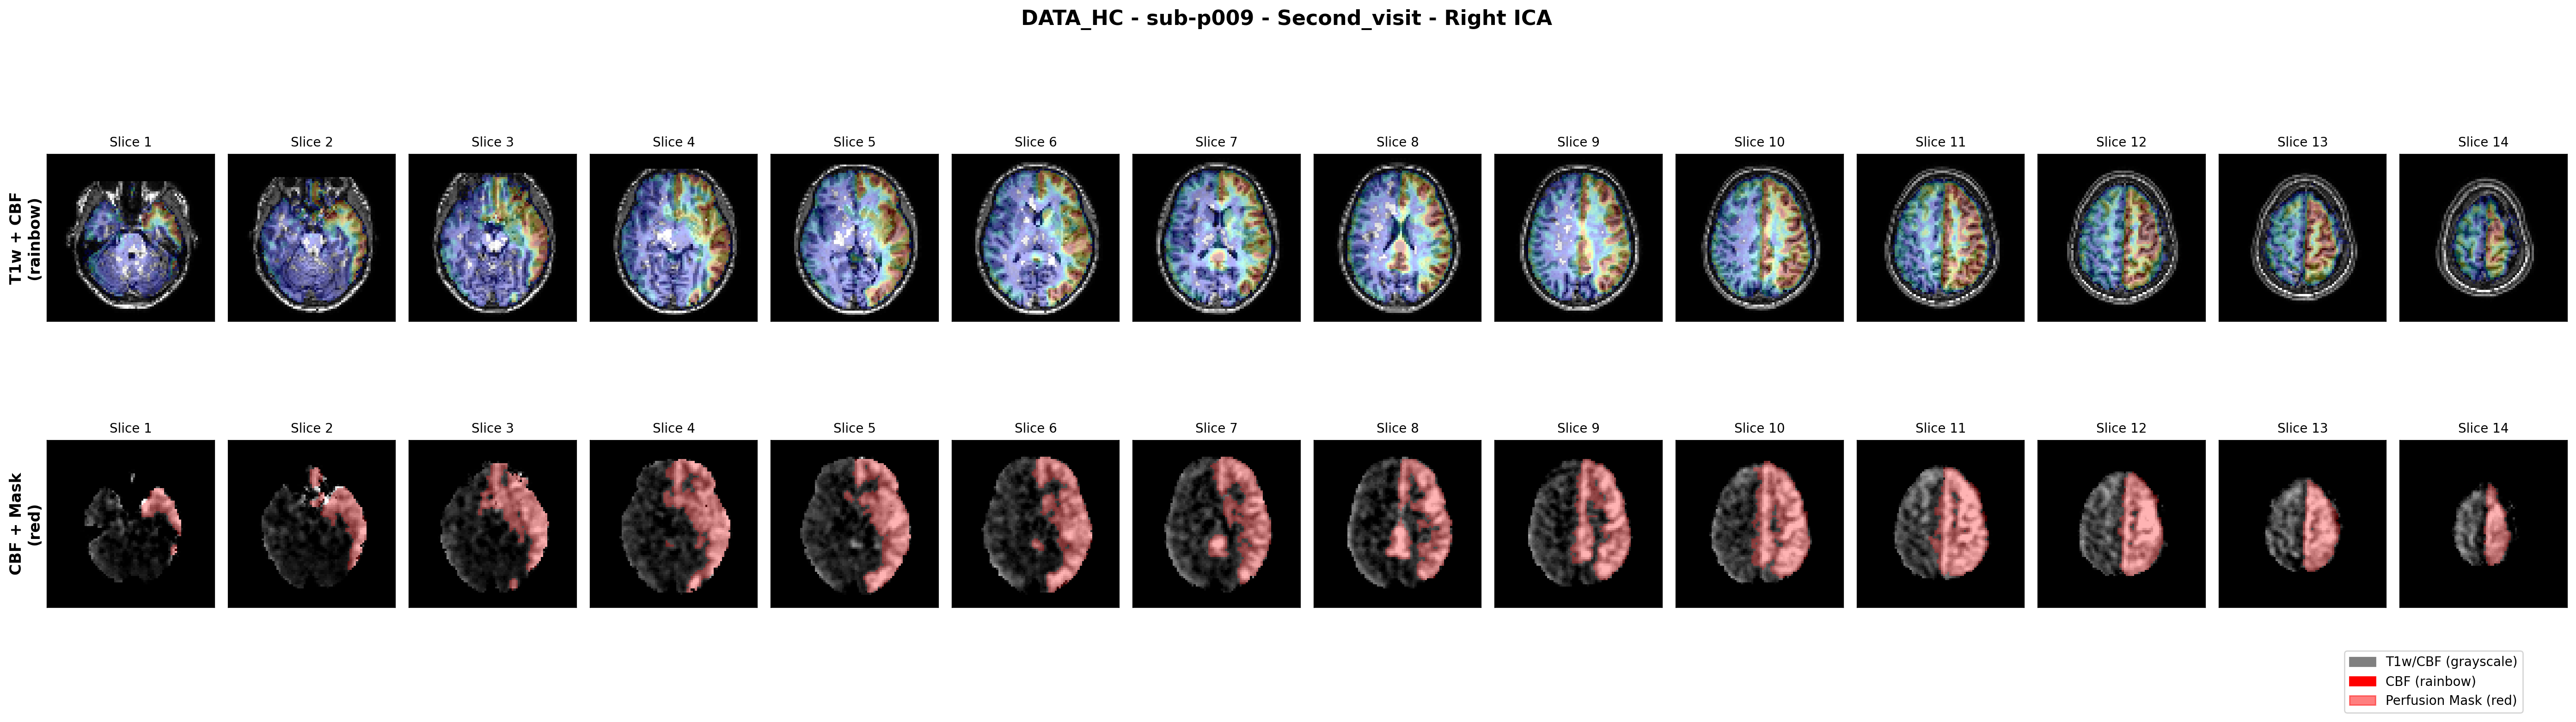 DATA_HC - sub-p009 - Second_visit - Right ICA
T1w + CBF
(rainbow)
Slice 1
Slice 2
Slice 3
Slice 4
Slice 5
Slice 6
Slice 7
Slice 8
Slice 9
Slice 10
Slice 11
Slice 12
Slice 13
Slice 14
CBF + Mask
(red)
Slice 1
Slice 2
Slice 3
Slice 4
Slice 5
Slice 6
Slice 7
Slice 8
Slice 9
Slice 10
Slice 11
Slice 12
Slice 13
Slice 14
T1w/CBF (grayscale)
CBF (rainbow)
Perfusion Mask (red)